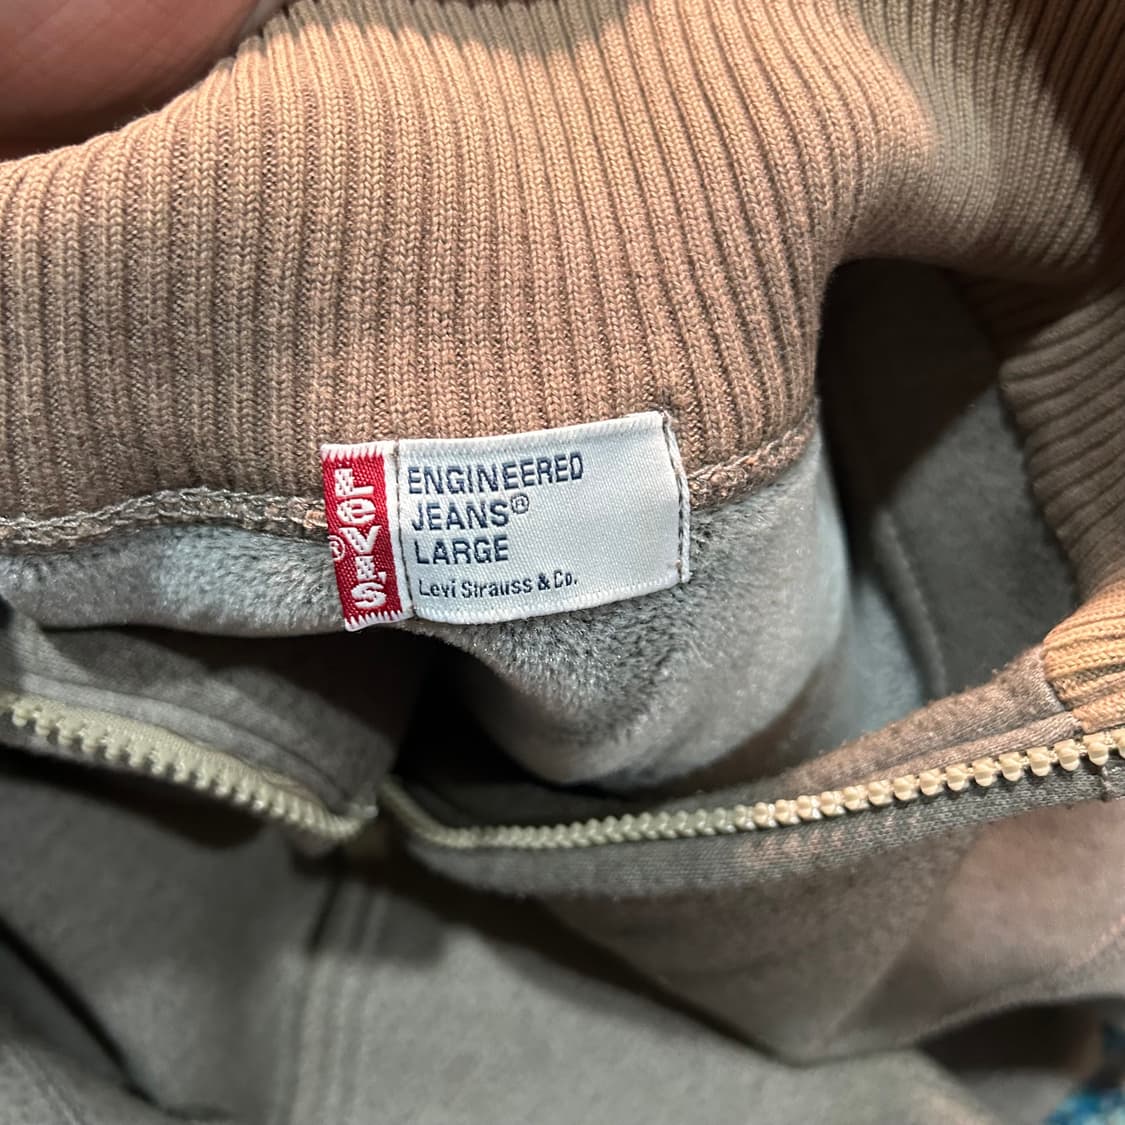 LEVI'S
®
ENGINEERED
JEANS®
LARGE
Levi Strauss & Co.